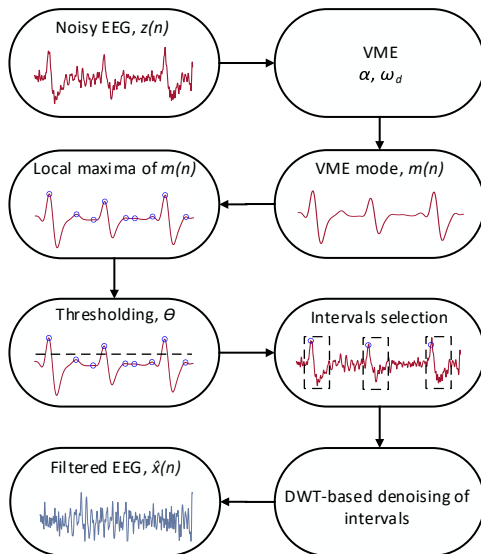 Noisy EEG, z(n)
VME
α, ω_d
Local maxima of m(n)
VME mode, m(n)
Thresholding, Θ
Intervals selection
Filtered EEG, x̂(n)
DWT-based denoising of
intervals